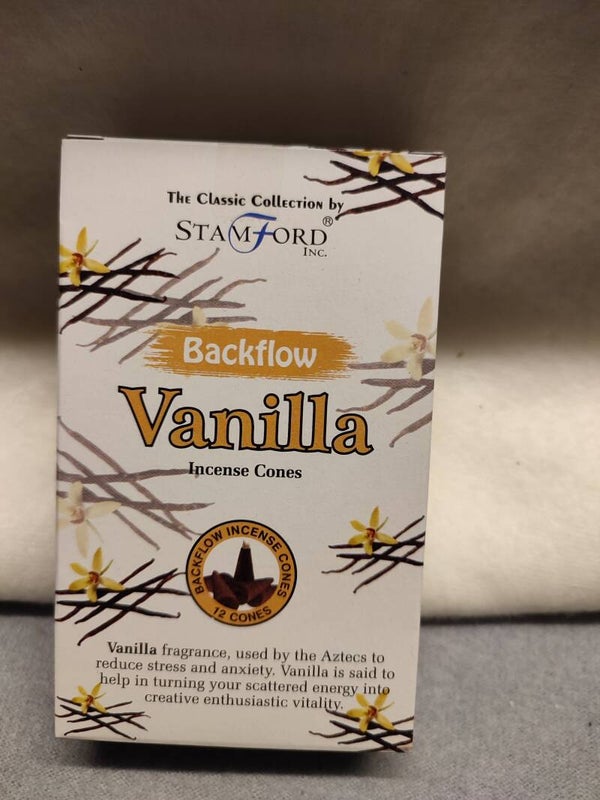 The Classic Collection by
STAMFORD®
INC.
Backflow
Vanilla
Incense Cones
BACKFLOW INCENSE CONES
12 CONES
Vanilla fragrance, used by the Aztecs to
reduce stress and anxiety. Vanilla is said to
help in turning your scattered energy into
creative enthusiastic vitality.